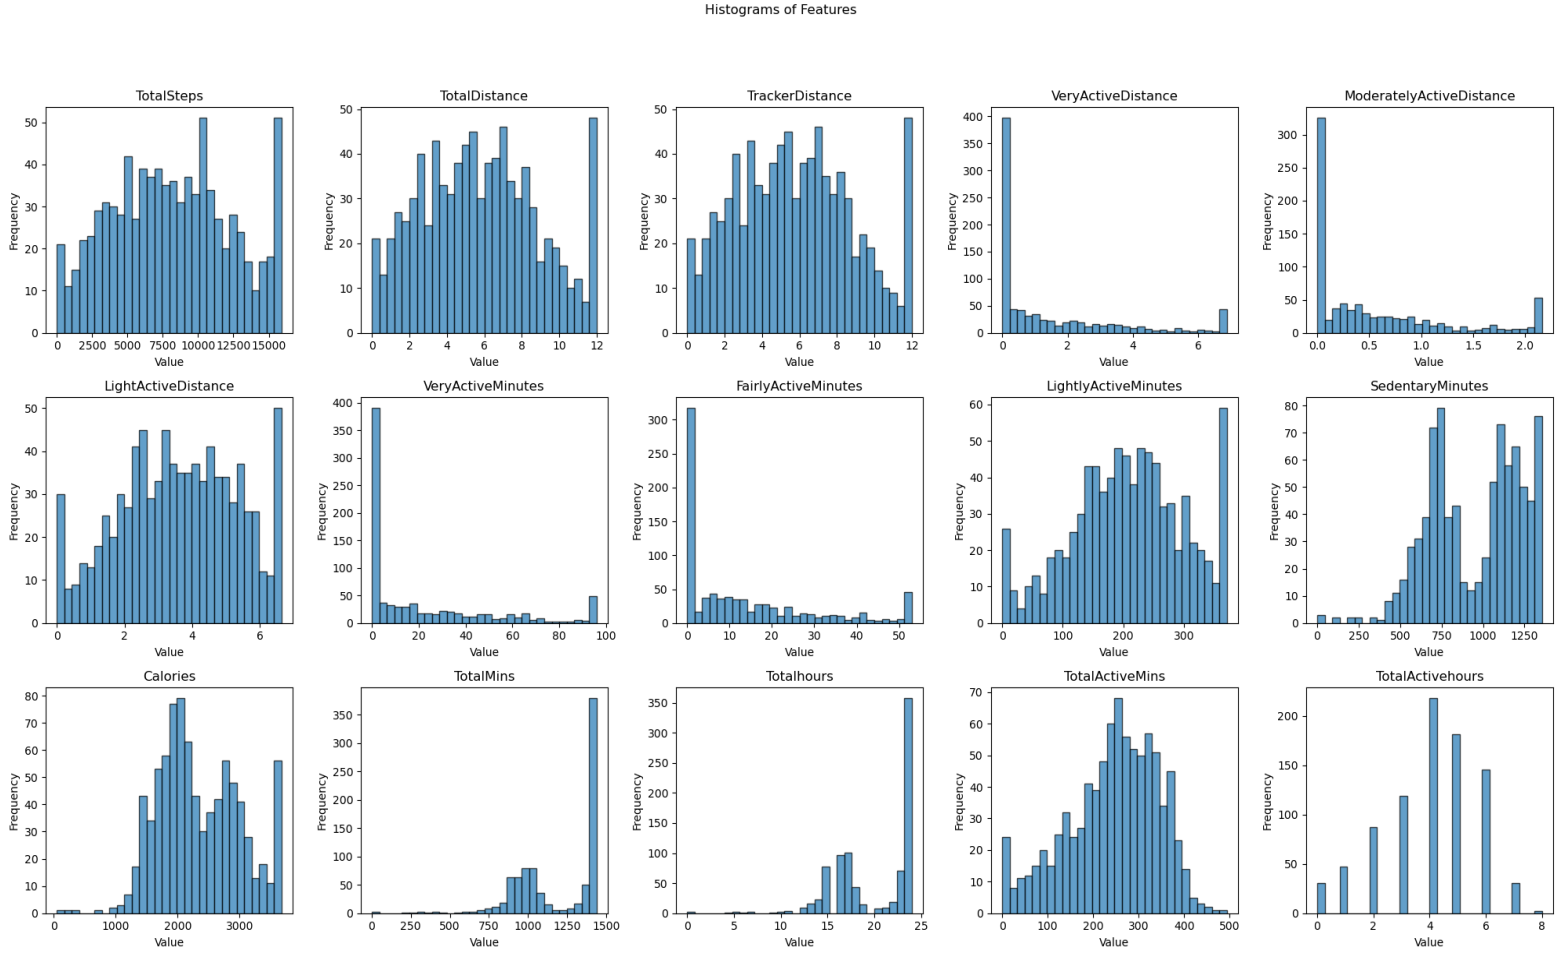 Histograms of Features
TotalSteps
Frequency
0 10 20 30 40 50
0 2500 5000 7500 10000 12500 15000
Value
TotalDistance
Frequency
0 10 20 30 40 50
0 2 4 6 8 10 12
Value
TrackerDistance
Frequency
0 10 20 30 40 50
0 2 4 6 8 10 12
Value
VeryActiveDistance
Frequency
0 50 100 150 200 250 300 350 400
0 2 4 6
Value
ModeratelyActiveDistance
Frequency
0 50 100 150 200 250 300
0.0 0.5 1.0 1.5 2.0
Value
LightActiveDistance
Frequency
0 10 20 30 40 50
0 2 4 6
Value
VeryActiveMinutes
Frequency
0 50 100 150 200 250 300 350 400
0 20 40 60 80 100
Value
FairlyActiveMinutes
Frequency
0 50 100 150 200 250 300
0 10 20 30 40 50
Value
LightlyActiveMinutes
Frequency
0 10 20 30 40 50 60
0 100 200 300
Value
SedentaryMinutes
Frequency
0 10 20 30 40 50 60 70 80
0 250 500 750 1000 1250
Value
Calories
Frequency
0 10 20 30 40 50 60 70 80
0 1000 2000 3000
Value
TotalMins
Frequency
0 50 100 150 200 250 300 350
0 250 500 750 1000 1250 1500
Value
Totalhours
Frequency
0 50 100 150 200 250 300 350
0 5 10 15 20 25
Value
TotalActiveMins
Frequency
0 10 20 30 40 50 60 70
0 100 200 300 400 500
Value
TotalActivehours
Frequency
0 50 100 150 200
0 2 4 6 8
Value